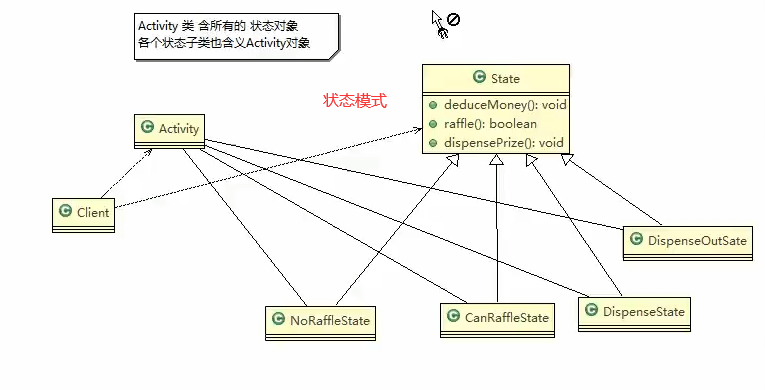 Activity 类 含所有的 状态对象
各个状态子类也含义Activity对象
C State
deduceMoney(): void
raffle(): boolean
dispensePrize(): void
状态模式
C Activity
C Client
C DispenseOutSate
C NoRaffleState
C CanRaffleState
C DispenseState